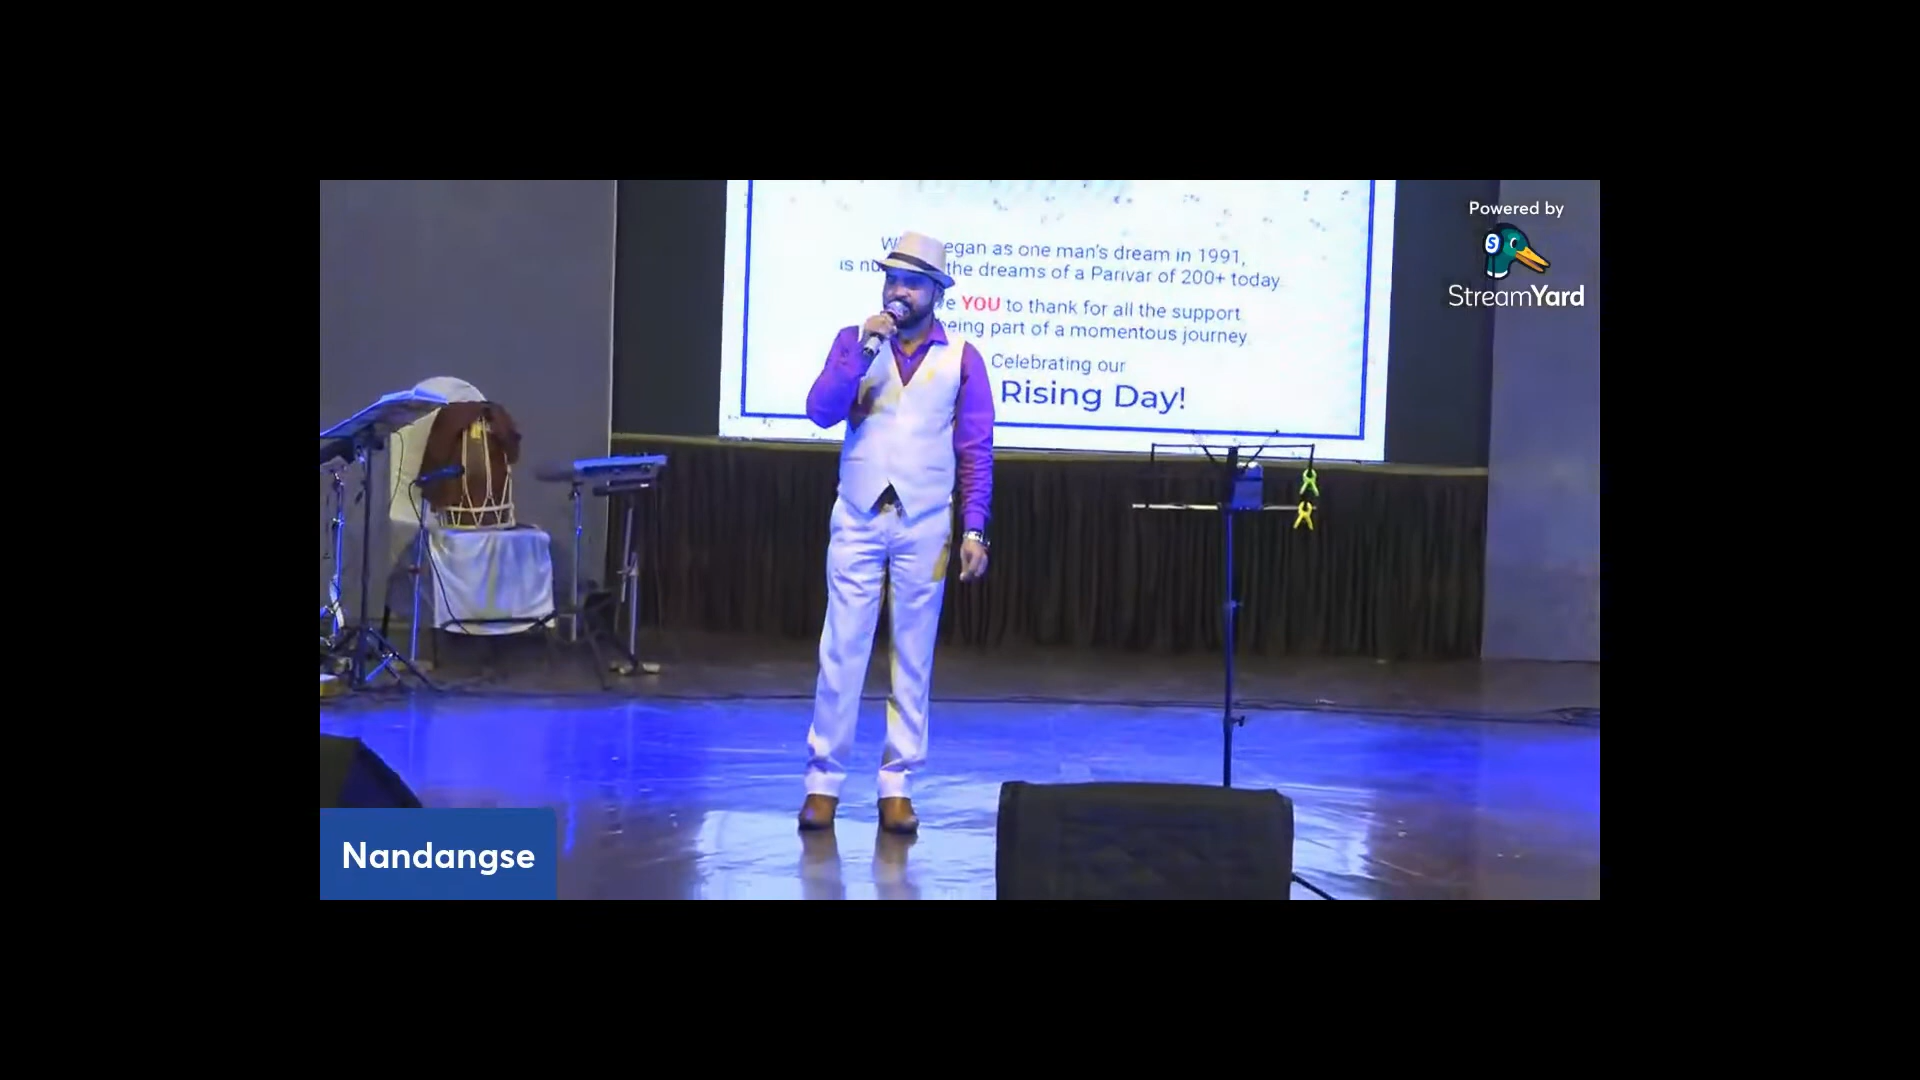 Powered by
S
StreamYard
egan as one man's dream in 1991,
is nu the dreams of a Parivar of 200+ today.
YOU to thank for all the support
being part of a momentous journey.
Celebrating our
Rising Day!
Nandangse